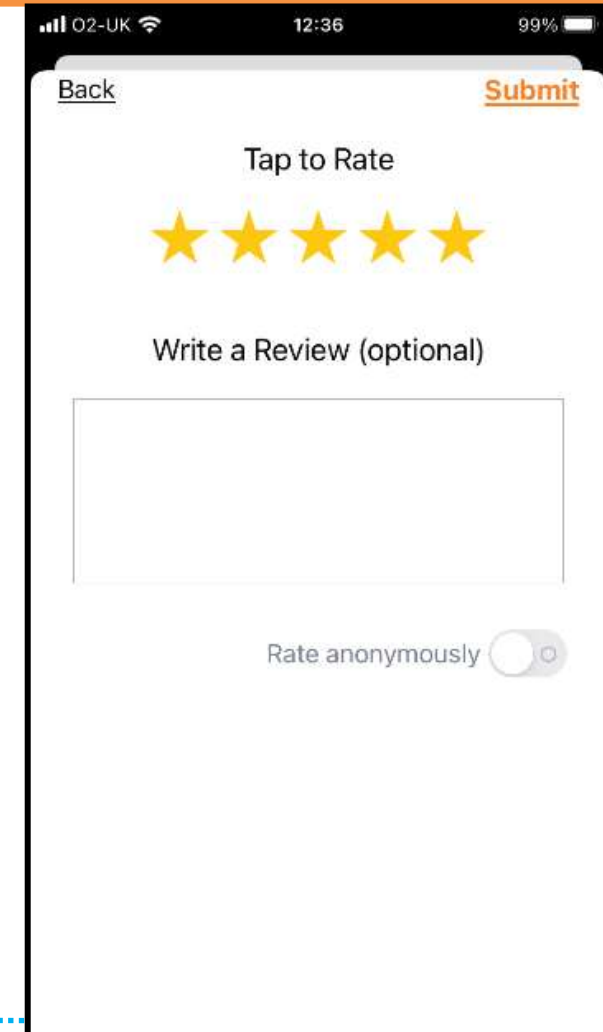 O2-UK 12:36 99%
Back Submit
Tap to Rate
Write a Review (optional)
Rate anonymously